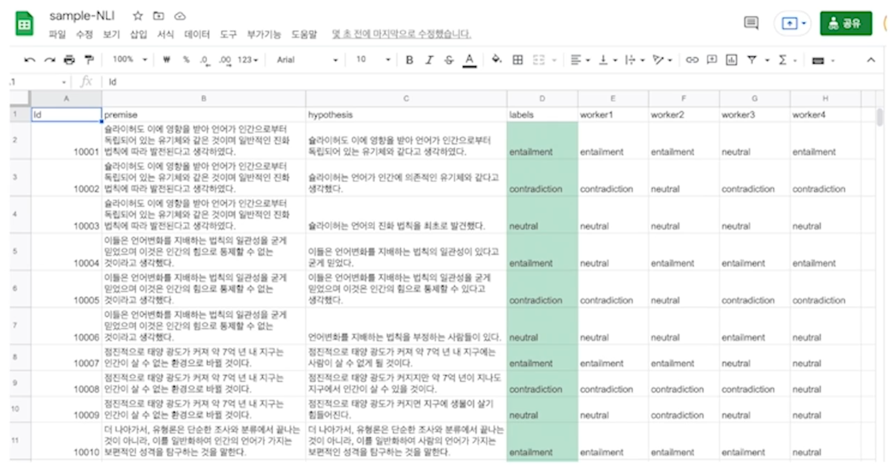 sample-NLI
공유
파일 수정 보기 삽입 서식 데이터 도구 부가기능 도움말 몇 초 전에 마지막으로 수정했습니다.
100% ₩ % .0 .00 123 Arial 10 B I S A
.1 fx Id
A B C D E F G H
1 Id premise hypothesis labels worker1 worker2 worker3 worker4
슐라이허도 이에 영향을 받아 언어가 인간으로부터
2 독립되어 있는 유기체와 같은 것이며 일반적인 진화 슐라이허도 이에 영향을 받아 언어가 인간으로부터
10001 법칙에 따라 발전된다고 생각하였다. 독립되어 있는 유기체와 같다고 생각하였다. entailment entailment entailment neutral entailment
슐라이허도 이에 영향을 받아 언어가 인간으로부터
3 독립되어 있는 유기체와 같은 것이며 일반적인 진화 슐라이허는 언어가 인간에 의존적인 유기체와 같다고
10002 법칙에 따라 발전된다고 생각하였다. 생각했다. contradiction contradiction neutral contradiction contradiction
슐라이허도 이에 영향을 받아 언어가 인간으로부터
4 독립되어 있는 유기체와 같은 것이며 일반적인 진화
10003 법칙에 따라 발전된다고 생각하였다. 슐라이허는 언어의 진화 법칙을 최초로 발견했다. neutral neutral neutral neutral neutral
이들은 언어변화를 지배하는 법칙의 일관성을 굳게
5 믿었으며 이것은 인간의 힘으로 통제할 수 없는 이들은 언어변화를 지배하는 법칙의 일관성이 있다고
10004 것이라고 생각했다. 굳게 믿었다. entailment neutral entailment entailment entailment
이들은 언어변화를 지배하는 법칙의 일관성을 굳게 이들은 언어변화를 지배하는 법칙의 일관성을 굳게
6 믿었으며 이것은 인간의 힘으로 통제할 수 없는 믿었으며 이것은 인간의 힘으로 통제할 수 있다고
10005 것이라고 생각했다. 생각했다. contradiction contradiction neutral contradiction contradiction
이들은 언어변화를 지배하는 법칙의 일관성을 굳게
7 믿었으며 이것은 인간의 힘으로 통제할 수 없는
10006 것이라고 생각했다. 언어변화를 지배하는 법칙을 부정하는 사람들이 있다. neutral neutral neutral entailment neutral
8 점진적으로 태양 광도가 커져 약 7억 년 내 지구는 점진적으로 태양 광도가 커져 약 7억 년 내 지구에는
10007 인간이 살 수 없는 환경으로 바뀔 것이다. 사람이 살 수 없게 될 것이다. entailment entailment entailment neutral neutral
9 점진적으로 태양 광도가 커져 약 7억 년 내 지구는 점진적으로 태양 광도가 커지지만 약 7억 년이 지나도
10008 인간이 살 수 없는 환경으로 바뀔 것이다. 지구에서 인간이 살 수 있을 것이다. contradiction contradiction contradiction contradiction neutral
10 점진적으로 태양 광도가 커져 약 7억 년 내 지구는 점진적으로 태양 광도가 커지면 지구에 생물이 살기
10009 인간이 살 수 없는 환경으로 바뀔 것이다. 힘들어진다. neutral neutral contradiction neutral neutral
더 나아가서, 유형론은 단순한 조사와 분류에서 끝나는 더 나아가서, 유형론은 단순한 조사와 분류에서 끝나는
11 것이 아니라, 이를 일반화하여 인간의 언어가 가지는 것이 아니라, 이를 일반화하여 사람의 언어가 가지는
10010 보편적인 성격을 탐구하는 것을 말한다. 보편적인 성격을 탐구하는 것을 말한다. entailment entailment entailment entailment neutral